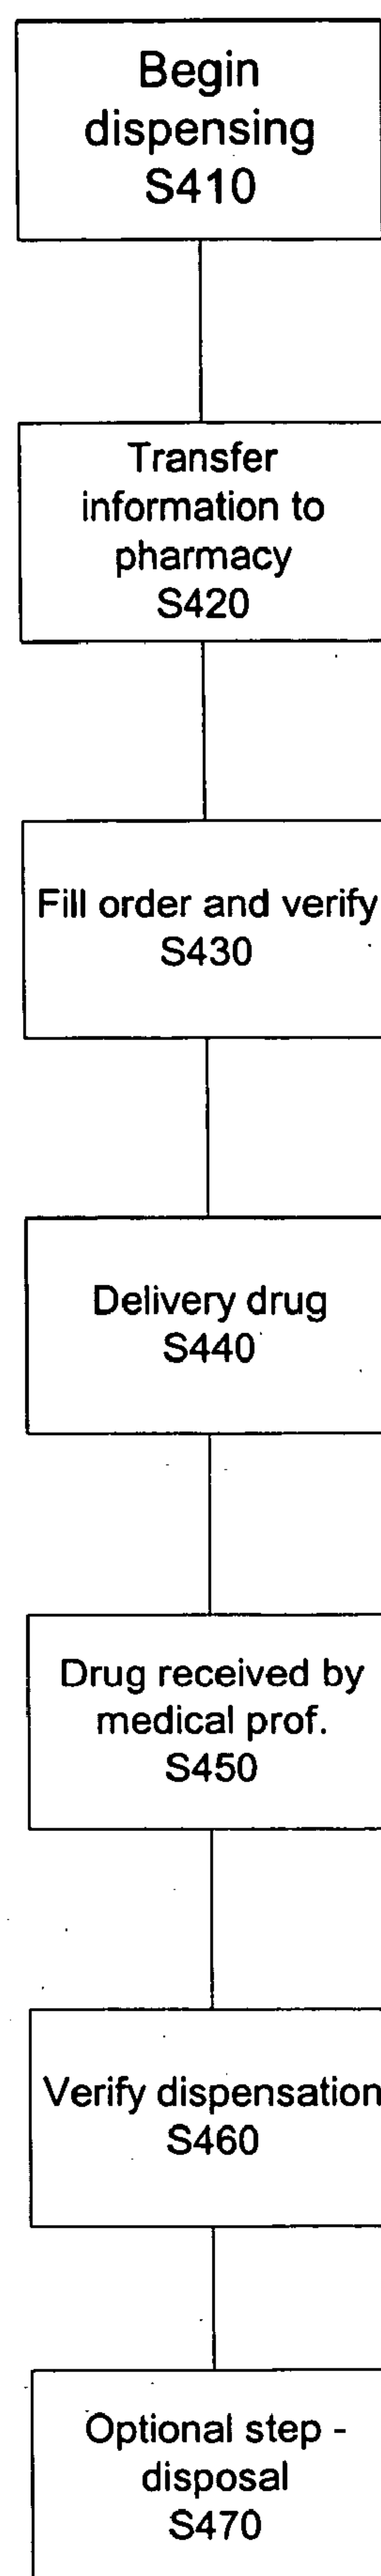 Begin
dispensing
S410
Transfer
information to
pharmacy
S420
Fill order and verify
S430
Delivery drug
S440
Drug received by
medical prof.
S450
Verify dispensation
S460
Optional step -
disposal
S470